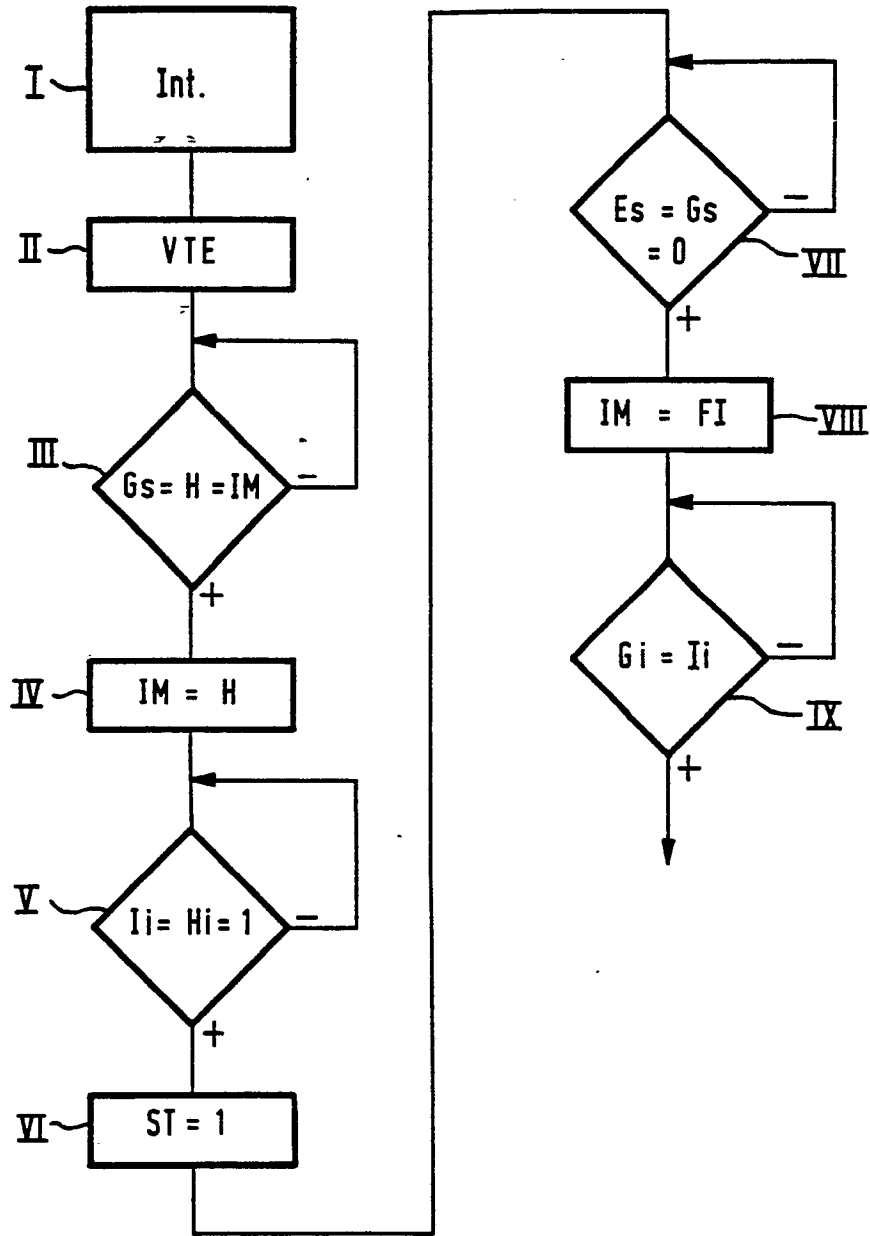 I
Int.
II
VTE
III
Gs = H = IM
-
+
IV
IM = H
V
Ii = Hi = 1
-
+
VI
ST = 1
Es = Gs
= 0
-
VII
+
IM = FI
VIII
Gi = Ii
-
IX
+